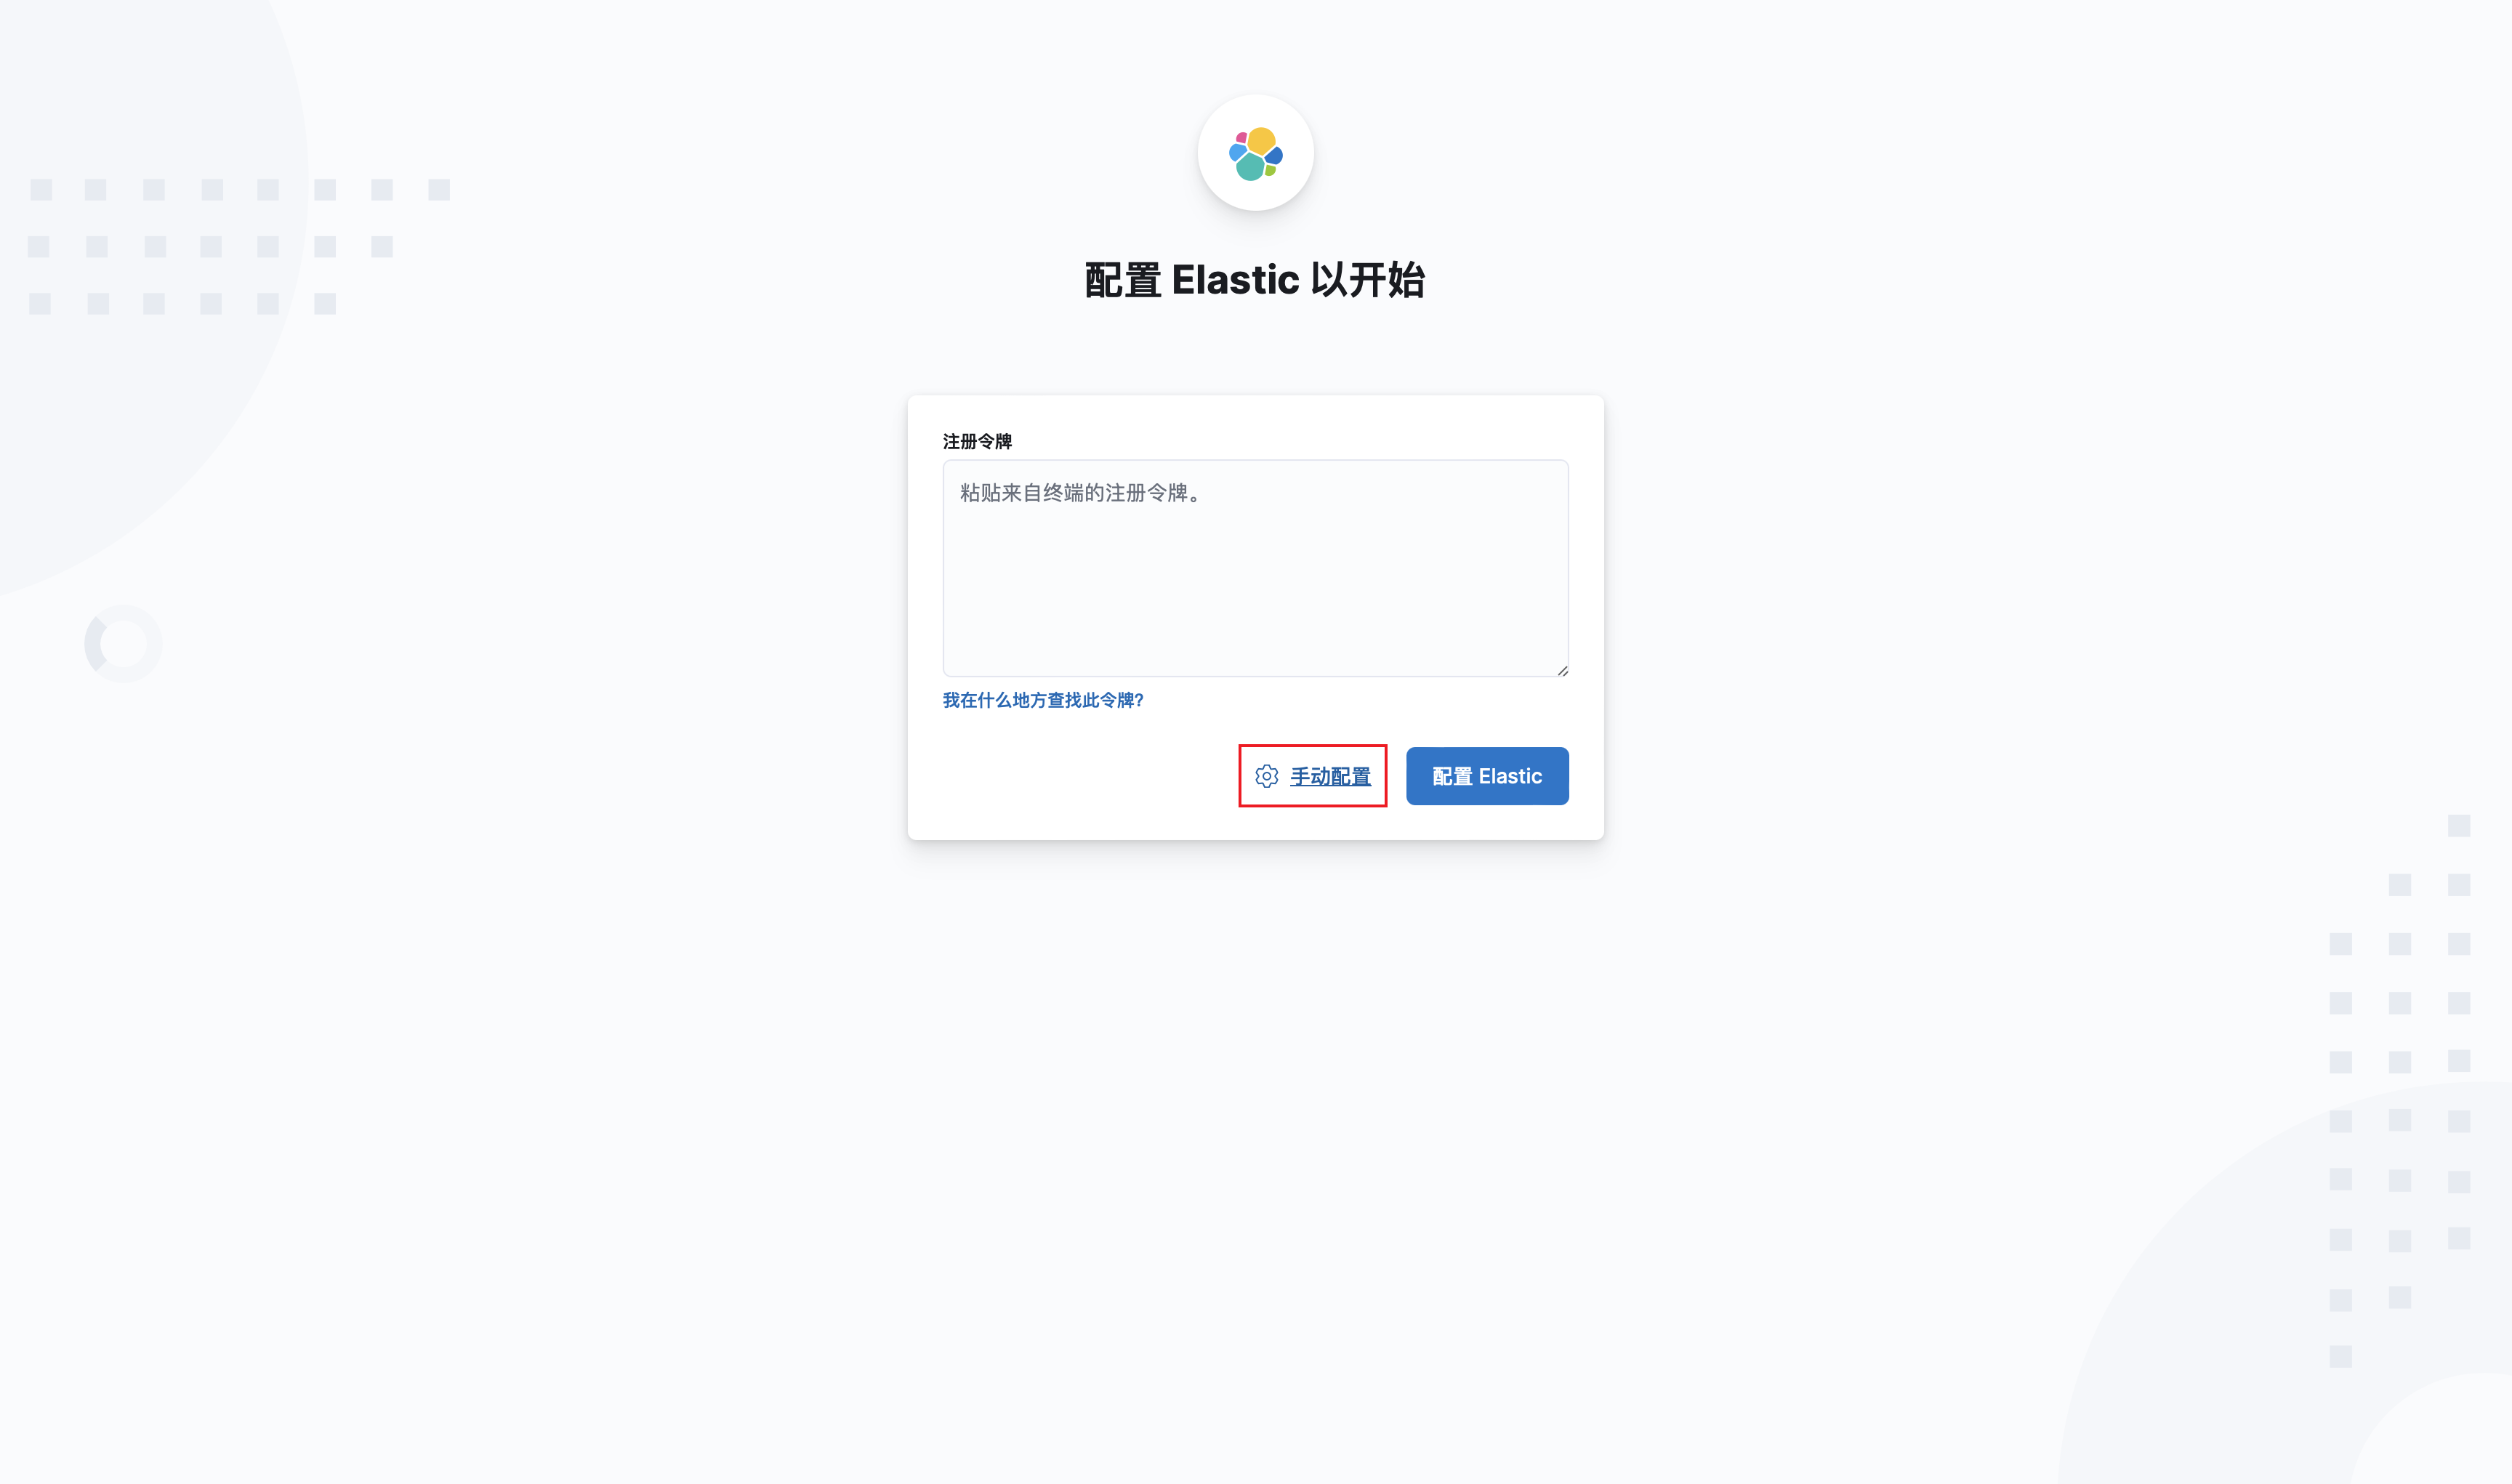 配置 Elastic 以开始
注册令牌
粘贴来自终端的注册令牌。
我在什么地方查找此令牌?
手动配置
配置 Elastic